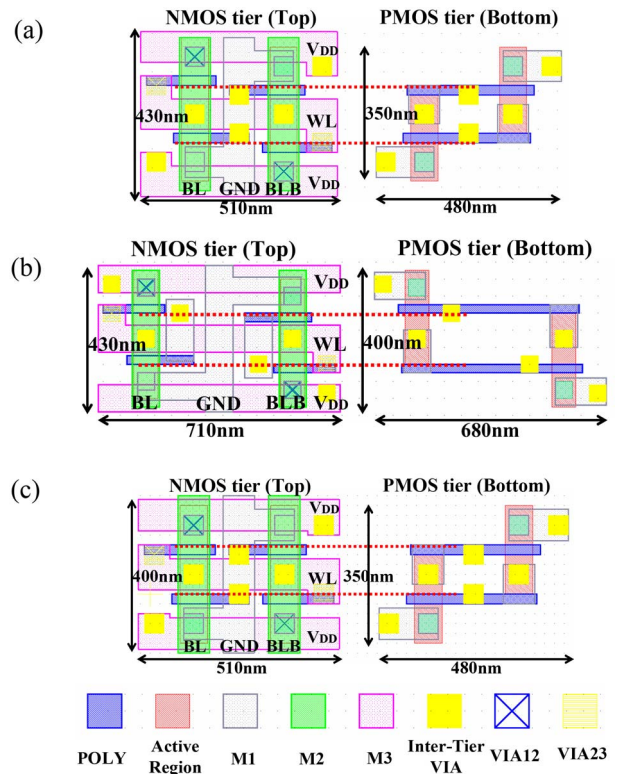 (a)
NMOS tier (Top)
PMOS tier (Bottom)
VDD
430nm
WL
350nm
BL GND BLB
VDD
510nm
480nm
(b)
NMOS tier (Top)
PMOS tier (Bottom)
VDD
430nm
WL
400nm
BL GND BLB
VDD
710nm
680nm
(c)
NMOS tier (Top)
PMOS tier (Bottom)
VDD
400nm
WL
350nm
BL GND BLB
VDD
510nm
480nm
POLY
Active
Region
M1
M2
M3
Inter-Tier
VIA
VIA12
VIA23